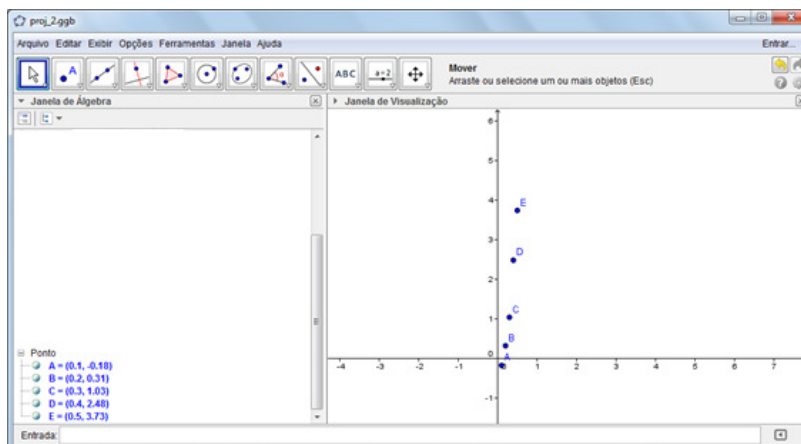 proj_2.ggb
Arquivo Editar Exibir Opções Ferramentas Janela Ajuda Entrar...
A ABC a=2 Mover
Arraste ou selecione um ou mais objetos (Esc)
Janela de Álgebra
Janela de Visualização
6
5
4
E
3
D
2
C
1
B
0
A
-4 -3 -2 -1 0 1 2 3 4 5 6 7
-1
Ponto
A = (0.1, -0.18)
B = (0.2, 0.31)
C = (0.3, 1.03)
D = (0.4, 2.48)
E = (0.5, 3.73)
Entrada: